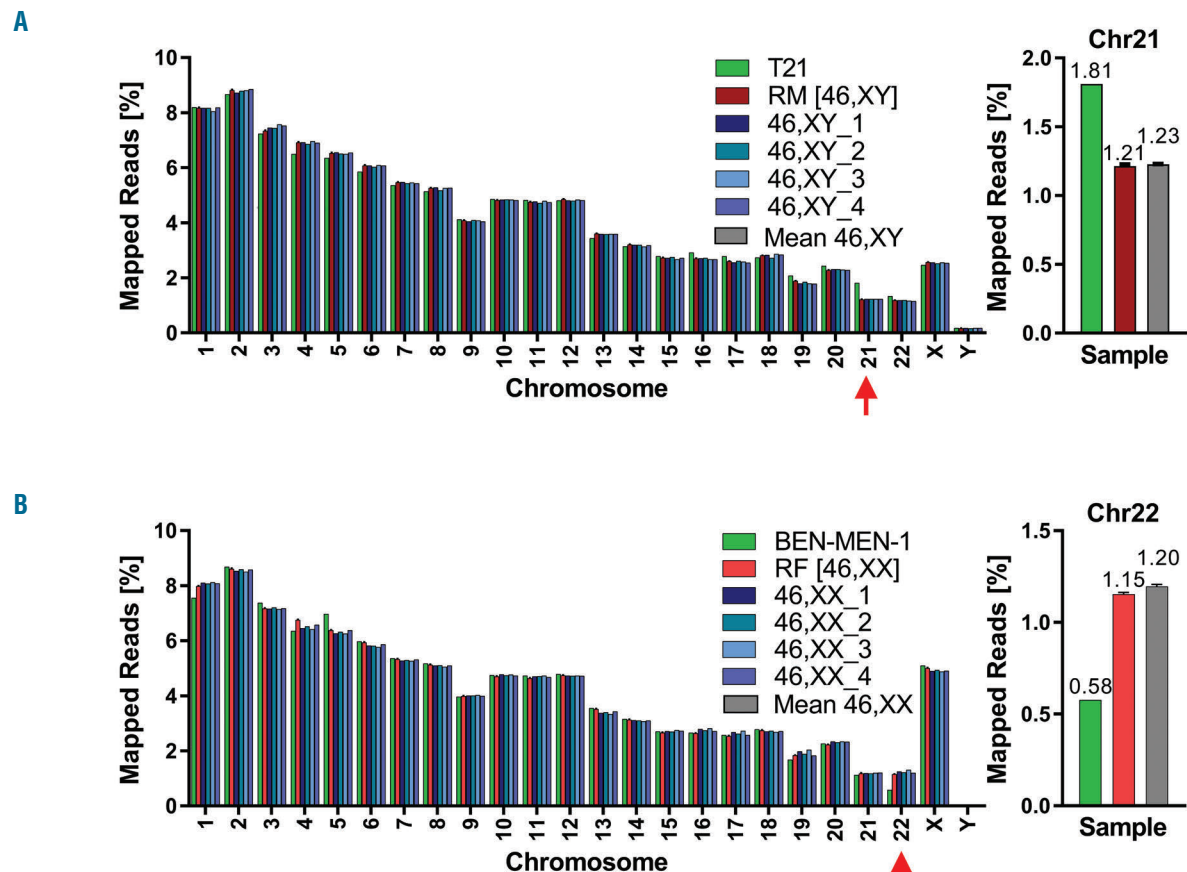 A
Mapped Reads [%]
10
8
6
4
2
0
1
2
3
4
5
6
7
8
9
10
11
12
13
14
15
16
17
18
19
20
21
22
X
Y
Chromosome
T21
RM [46,XY]
46,XY_1
46,XY_2
46,XY_3
46,XY_4
Mean 46,XY
Chr21
Mapped Reads [%]
2.0
1.5
1.0
0.5
0.0
1.81
1.21
1.23
Sample
B
Mapped Reads [%]
10
8
6
4
2
0
1
2
3
4
5
6
7
8
9
10
11
12
13
14
15
16
17
18
19
20
21
22
X
Y
Chromosome
BEN-MEN-1
RF [46,XX]
46,XX_1
46,XX_2
46,XX_3
46,XX_4
Mean 46,XX
Chr22
Mapped Reads [%]
1.5
1.0
0.5
0.0
0.58
1.15
1.20
Sample